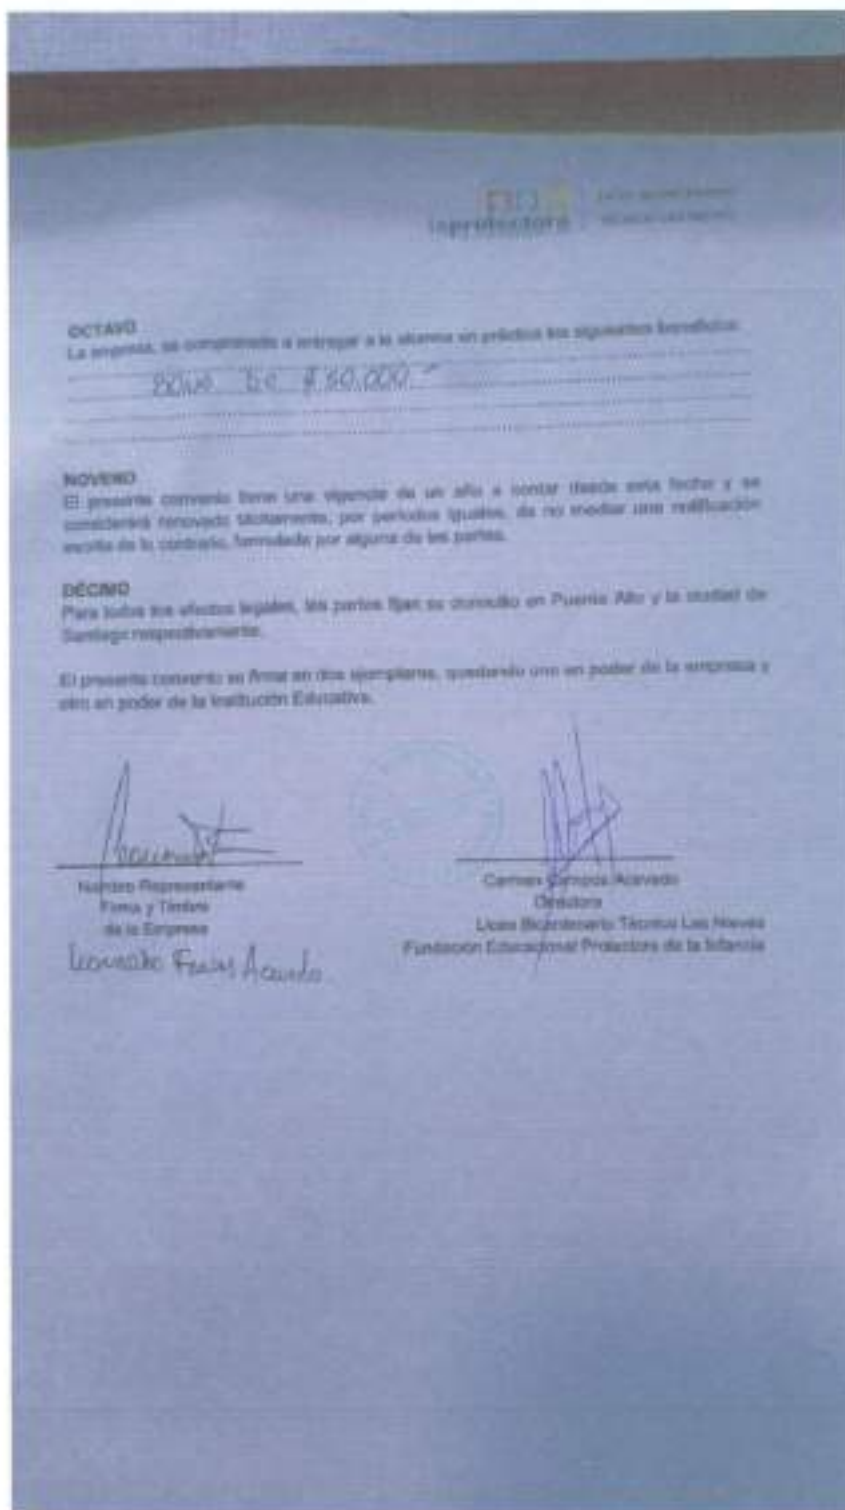 laprotectora
OCTAVO
La empresa, se compromete a entregar a la alumna en práctica los siguientes beneficios:
BONO DE $ 50.000.-
NOVENO
El presente convenio tiene una vigencia de un año a contar desde esta fecha y se
considerará renovado tácitamente, por períodos iguales, de no mediar una notificación
escrita de lo contrario, formulada por alguna de las partes.
DÉCIMO
Para todos los efectos legales, las partes fijan su domicilio en Puente Alto y la ciudad de
Santiago respectivamente.
El presente convenio se firma en dos ejemplares, quedando uno en poder de la empresa y
otro en poder de la Institución Educativa.
Nombre Representante
Firma y Timbre
de la Empresa
Leonardo Farias Acevedo
Carmen Campos Acevedo
Directora
Liceo Bicentenario Técnico Las Nieves
Fundación Educacional Protectora de la Infancia